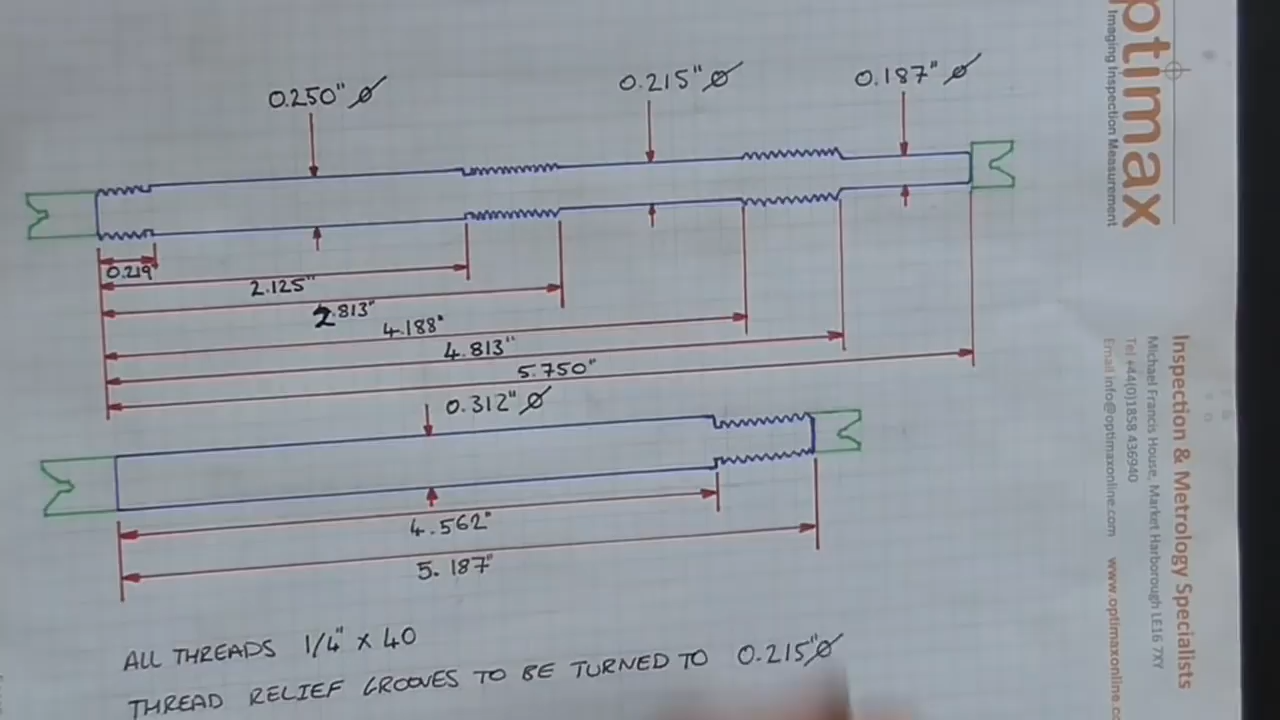 0.250" Ø
0.215" Ø
0.187" Ø
0.219"
2.125"
2.813"
4.188"
4.813"
5.750"
0.312" Ø
4.562"
5.187"
ALL THREADS 1/4" x 40
THREAD RELIEF GROOVES TO BE TURNED TO 0.215" Ø
ptimax
Imaging Inspection Measurement
Inspection & Metrology Specialists
Michael Francis House, Market Harborough LE16 7XY
Tel +44(0)1858 436940
Email info@optimaxonline.com www.optimaxonline.co